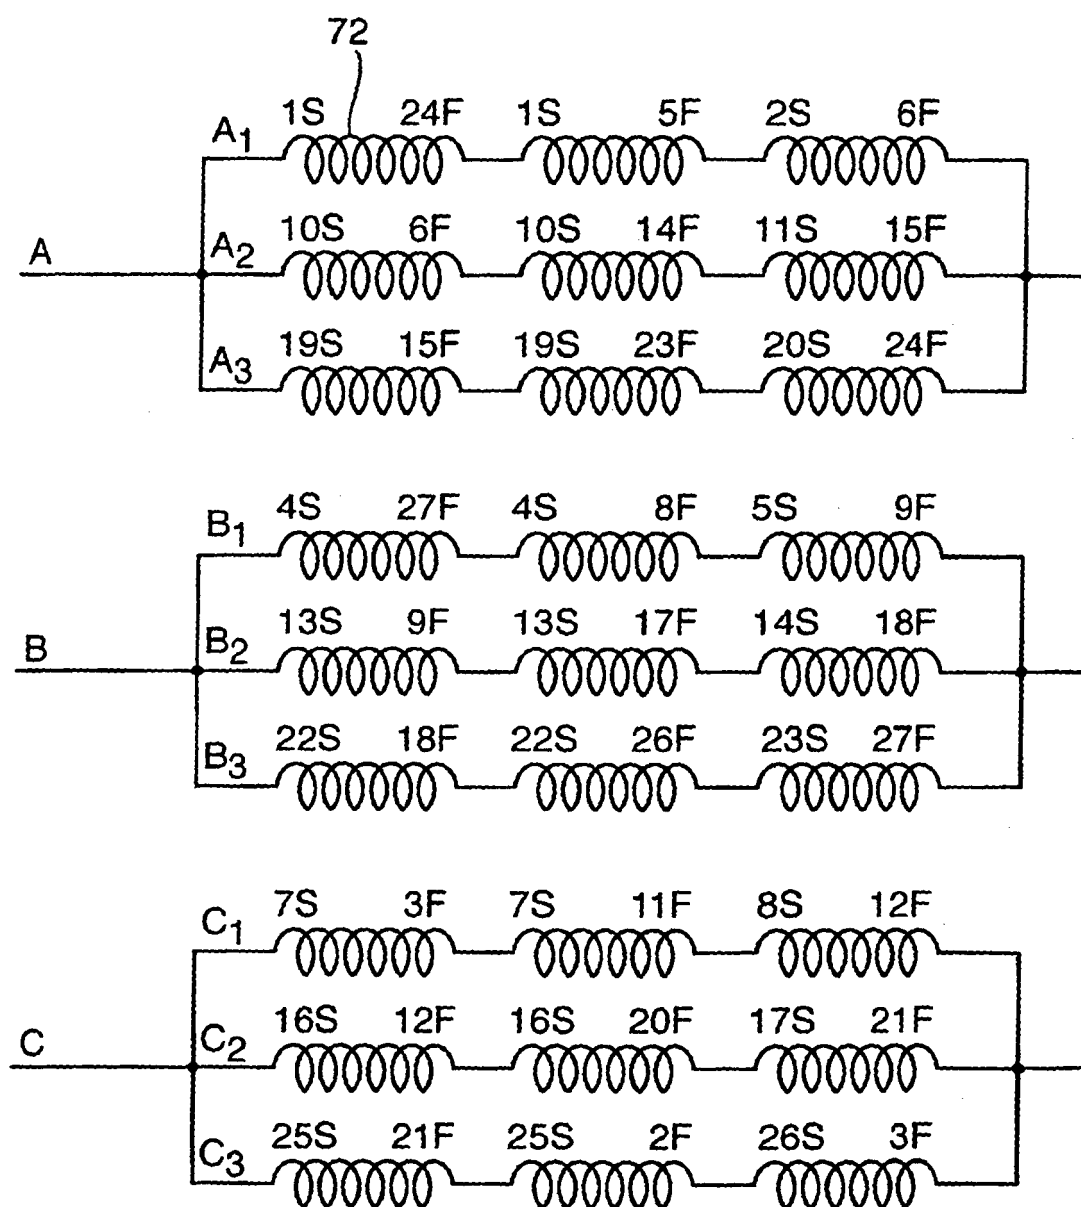 72
A1 1S 24F 1S 5F 2S 6F
A A2 10S 6F 10S 14F 11S 15F
A3 19S 15F 19S 23F 20S 24F
B1 4S 27F 4S 8F 5S 9F
B B2 13S 9F 13S 17F 14S 18F
B3 22S 18F 22S 26F 23S 27F
C1 7S 3F 7S 11F 8S 12F
C C2 16S 12F 16S 20F 17S 21F
C3 25S 21F 25S 2F 26S 3F